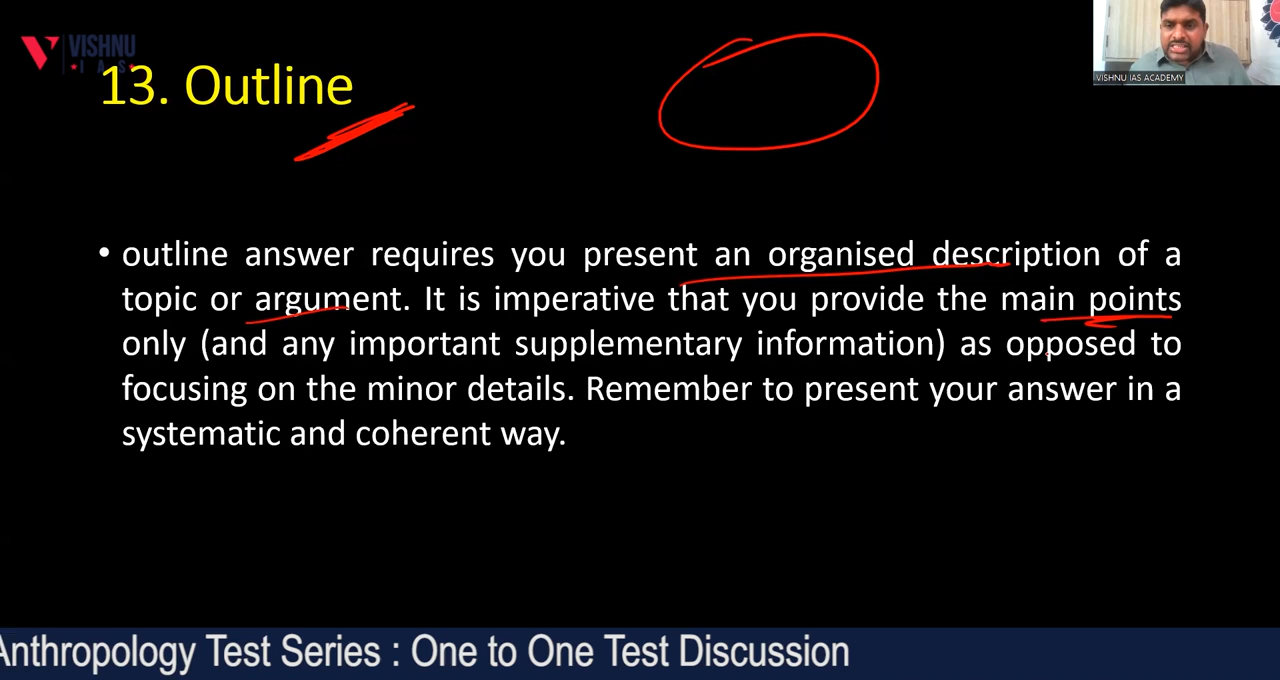 VISHNU
IAS
13. Outline
VISHNU IAS ACADEMY
• outline answer requires you present an organised description of a
topic or argument. It is imperative that you provide the main points
only (and any important supplementary information) as opposed to
focusing on the minor details. Remember to present your answer in a
systematic and coherent way.
Anthropology Test Series : One to One Test Discussion